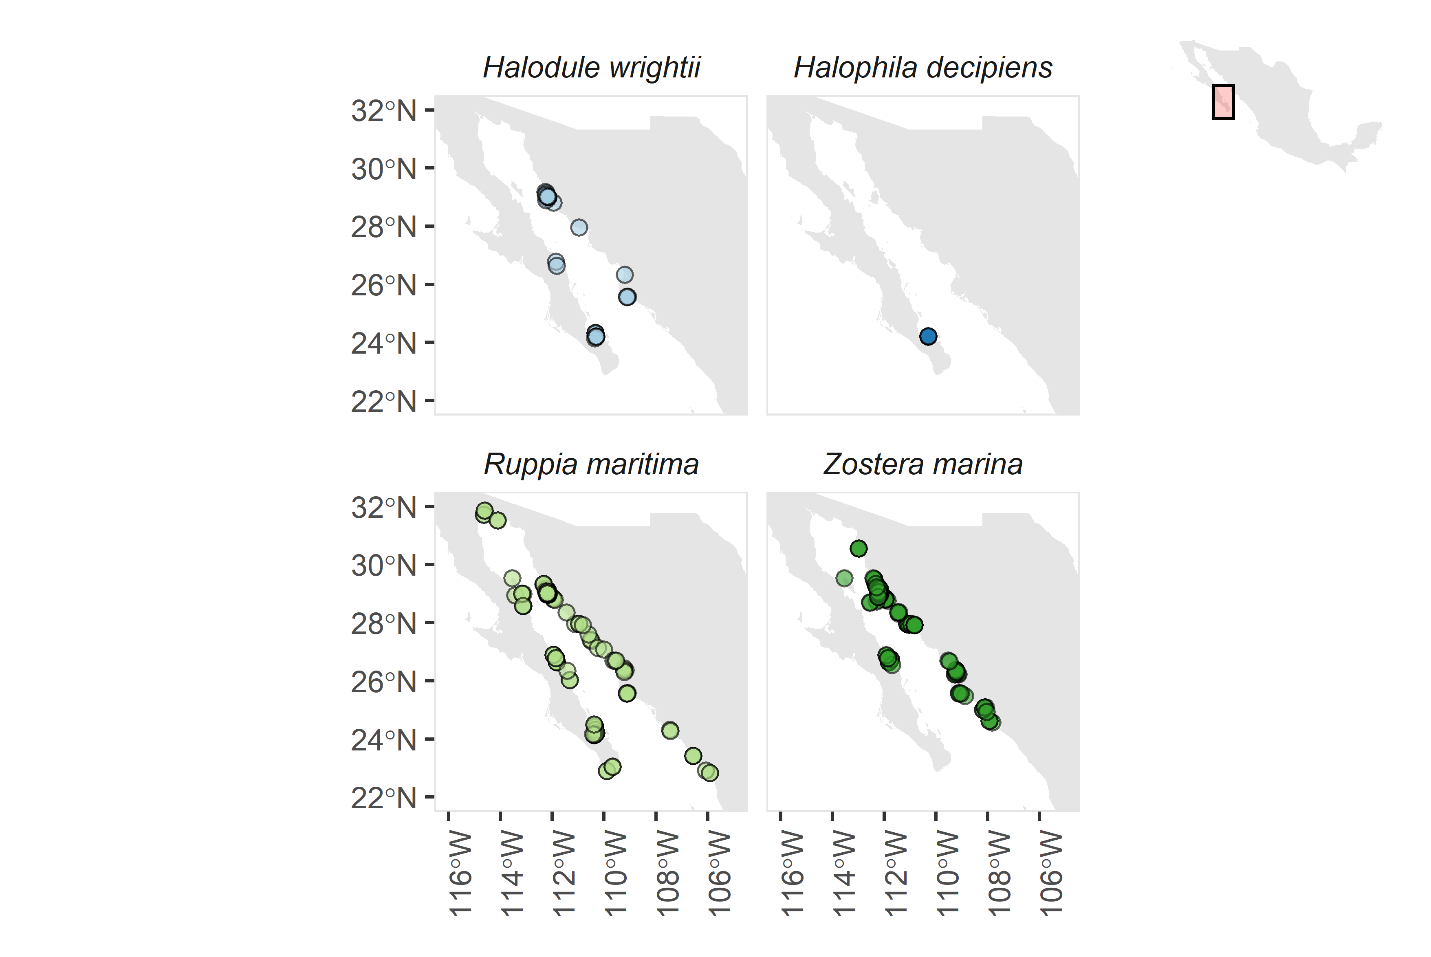 Halodule wrightii
Halophila decipiens
32°N
30°N
28°N
26°N
24°N
22°N
Ruppia maritima
Zostera marina
32°N
30°N
28°N
26°N
24°N
22°N
116°W
114°W
112°W
110°W
108°W
106°W
116°W
114°W
112°W
110°W
108°W
106°W